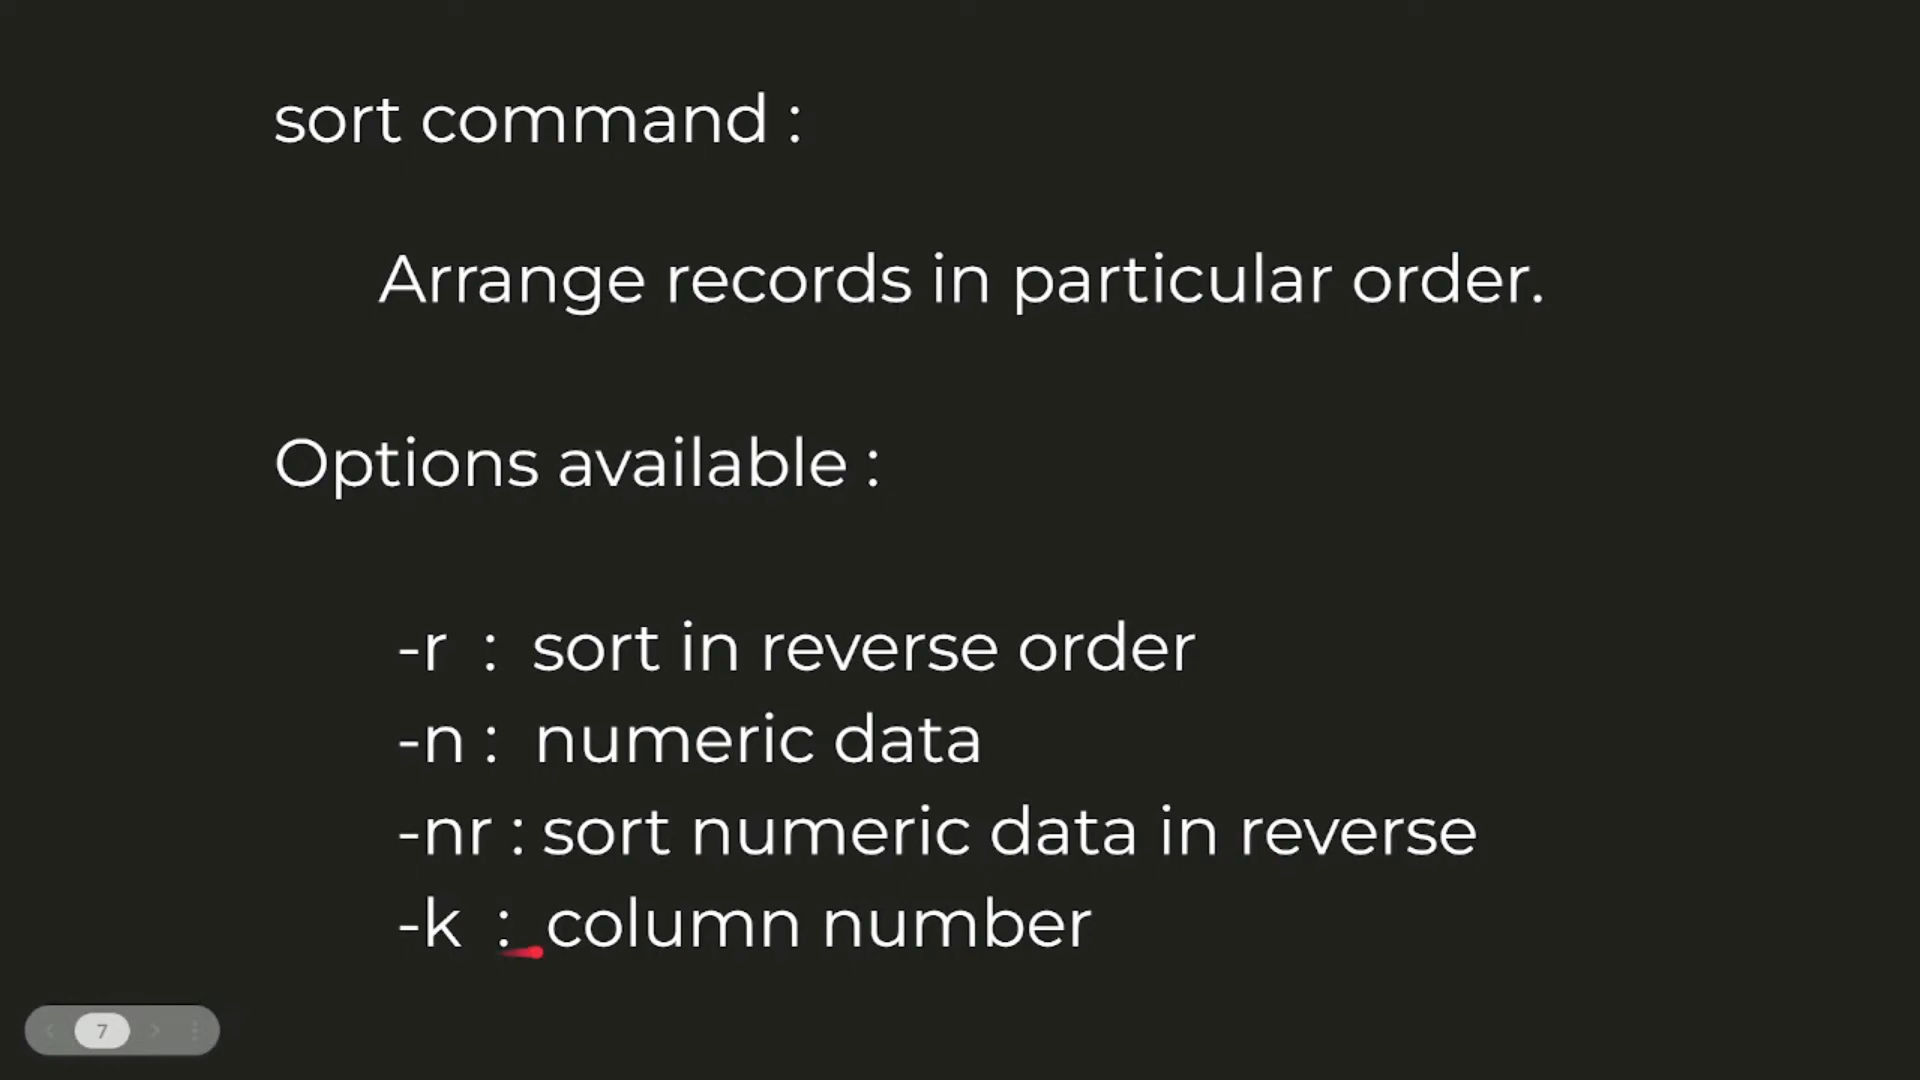 sort command :
Arrange records in particular order.
Options available :
-r : sort in reverse order
-n : numeric data
-nr : sort numeric data in reverse
-k : column number
7